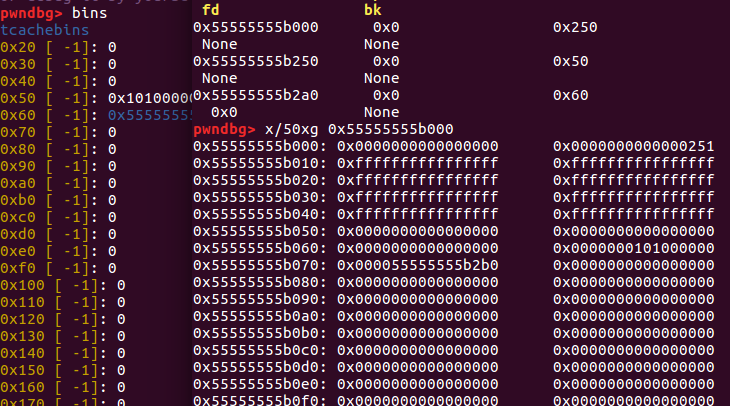 pwndbg> bins
tcachebins
0x20 [ -1]: 0
0x30 [ -1]: 0
0x40 [ -1]: 0
0x50 [ -1]: 0x10100000
0x60 [ -1]: 0x55555555
0x70 [ -1]: 0
0x80 [ -1]: 0
0x90 [ -1]: 0
0xa0 [ -1]: 0
0xb0 [ -1]: 0
0xc0 [ -1]: 0
0xd0 [ -1]: 0
0xe0 [ -1]: 0
0xf0 [ -1]: 0
0x100 [ -1]: 0
0x110 [ -1]: 0
0x120 [ -1]: 0
0x130 [ -1]: 0
0x140 [ -1]: 0
0x150 [ -1]: 0
0x160 [ -1]: 0
0x170 [ -1]: 0
fd bk
0x55555555b000 0x0 0x250
None None
0x55555555b250 0x0 0x50
None None
0x55555555b2a0 0x0 0x60
0x0 None
pwndbg> x/50xg 0x55555555b000
0x55555555b000: 0x0000000000000000 0x0000000000000251
0x55555555b010: 0xffffffffffffffff 0xffffffffffffffff
0x55555555b020: 0xffffffffffffffff 0xffffffffffffffff
0x55555555b030: 0xffffffffffffffff 0xffffffffffffffff
0x55555555b040: 0xffffffffffffffff 0xffffffffffffffff
0x55555555b050: 0x0000000000000000 0x0000000000000000
0x55555555b060: 0x0000000000000000 0x0000000101000000
0x55555555b070: 0x000055555555b2b0 0x0000000000000000
0x55555555b080: 0x0000000000000000 0x0000000000000000
0x55555555b090: 0x0000000000000000 0x0000000000000000
0x55555555b0a0: 0x0000000000000000 0x0000000000000000
0x55555555b0b0: 0x0000000000000000 0x0000000000000000
0x55555555b0c0: 0x0000000000000000 0x0000000000000000
0x55555555b0d0: 0x0000000000000000 0x0000000000000000
0x55555555b0e0: 0x0000000000000000 0x0000000000000000
0x55555555b0f0: 0x0000000000000000 0x0000000000000000